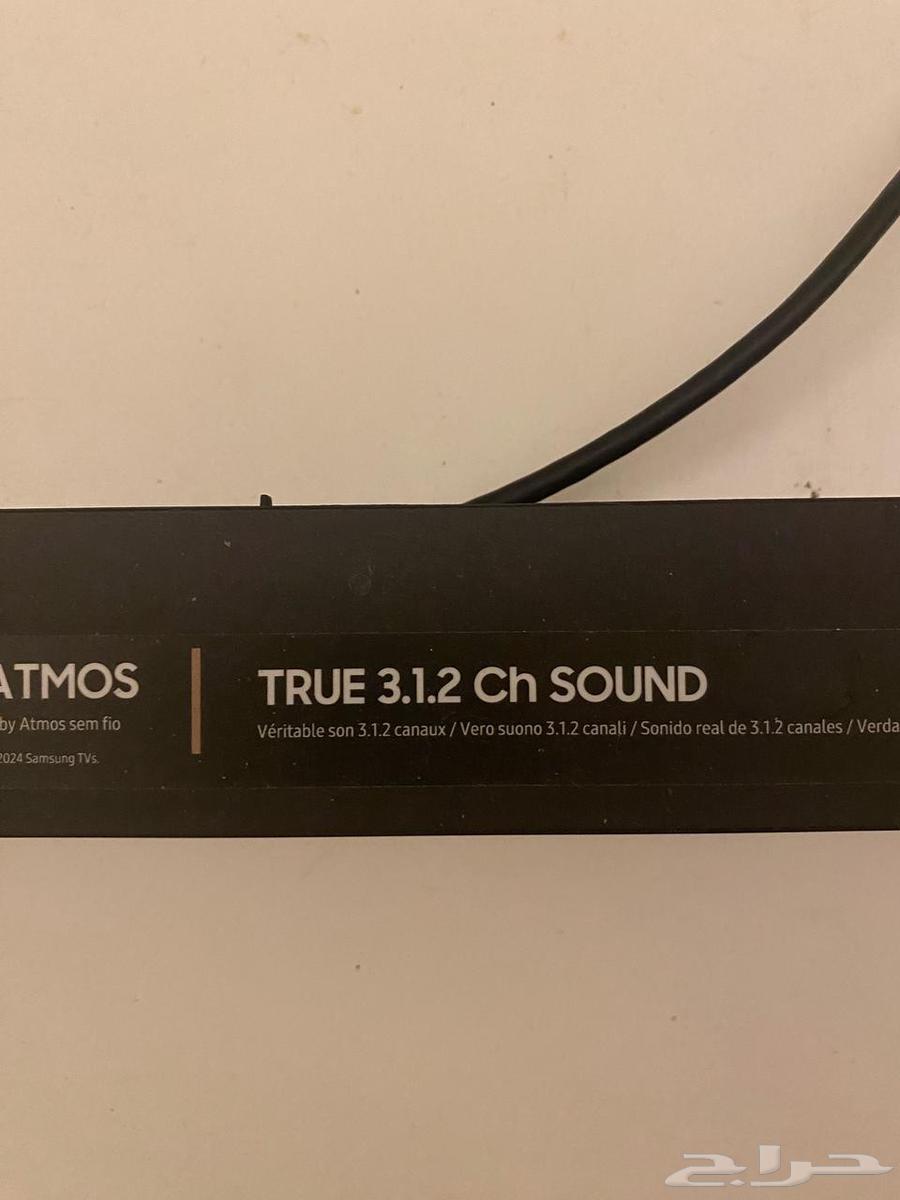 ATMOS
by Atmos sem fio
2024 Samsung TVs.
TRUE 3.1.2 Ch SOUND
Véritable son 3.1.2 canaux / Vero suono 3.1.2 canali / Sonido real de 3.1.2 canales /
حراج